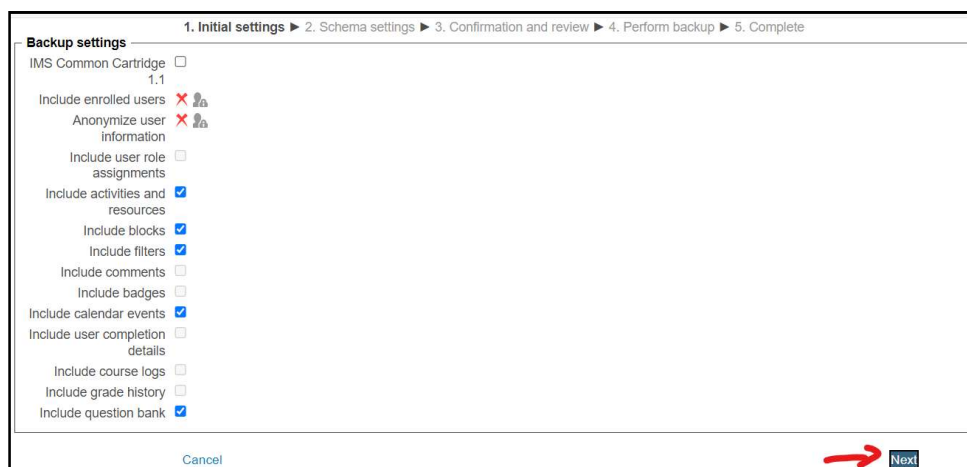 1. Initial settings ► 2. Schema settings ► 3. Confirmation and review ► 4. Perform backup ► 5. Complete
Backup settings
IMS Common Cartridge
1.1
Include enrolled users
Anonymize user
information
Include user role
assignments
Include activities and
resources
Include blocks
Include filters
Include comments
Include badges
Include calendar events
Include user completion
details
Include course logs
Include grade history
Include question bank
Cancel
Next